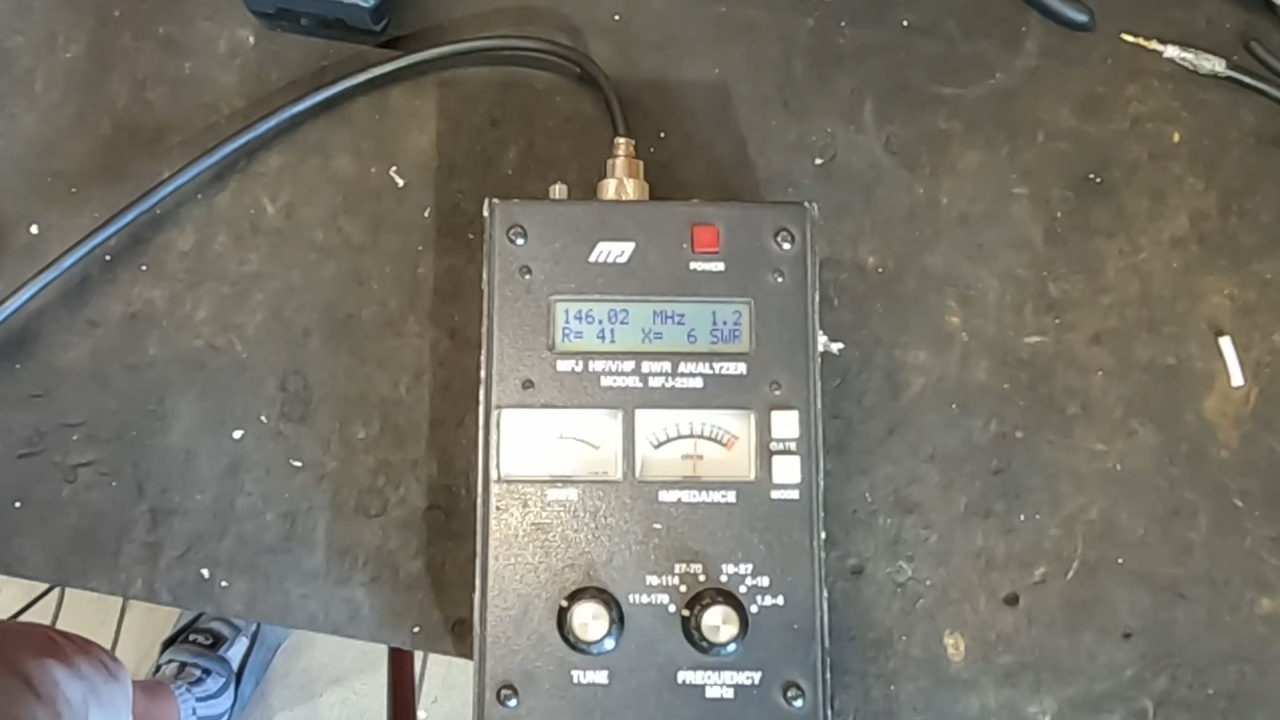 MFJ
POWER
146.02 MHz 1.2
R= 41 X= 6 SWR
MFJ HF/VHF SWR ANALYZER
MODEL MFJ-259B
GATE
MODE
SWR
IMPEDANCE
27-70
10-27
70-114
4-10
114-170
1.8-4
TUNE
FREQUENCY
MHz